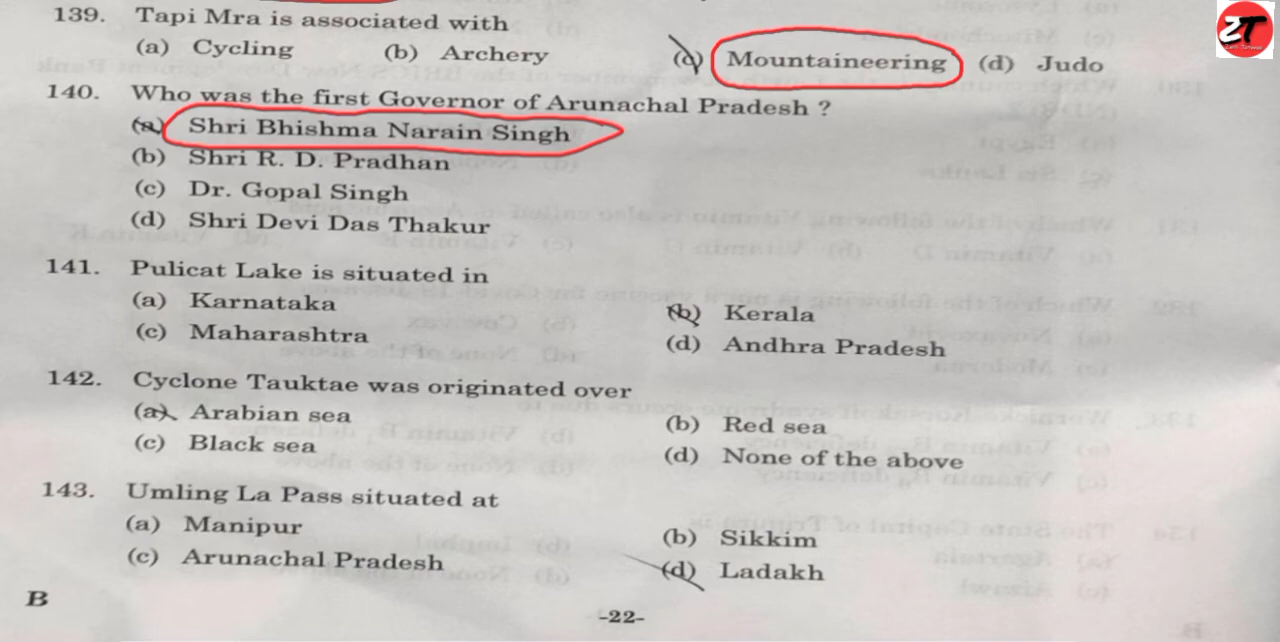 139. Tapi Mra is associated with
(a) Cycling (b) Archery (c) Mountaineering (d) Judo
140. Who was the first Governor of Arunachal Pradesh ?
(a) Shri Bhishma Narain Singh
(b) Shri R. D. Pradhan
(c) Dr. Gopal Singh
(d) Shri Devi Das Thakur
141. Pulicat Lake is situated in
(a) Karnataka (b) Kerala
(c) Maharashtra (d) Andhra Pradesh
142. Cyclone Tauktae was originated over
(a) Arabian sea (b) Red sea
(c) Black sea (d) None of the above
143. Umling La Pass situated at
(a) Manipur (b) Sikkim
(c) Arunachal Pradesh (d) Ladakh
B -22-
ZT